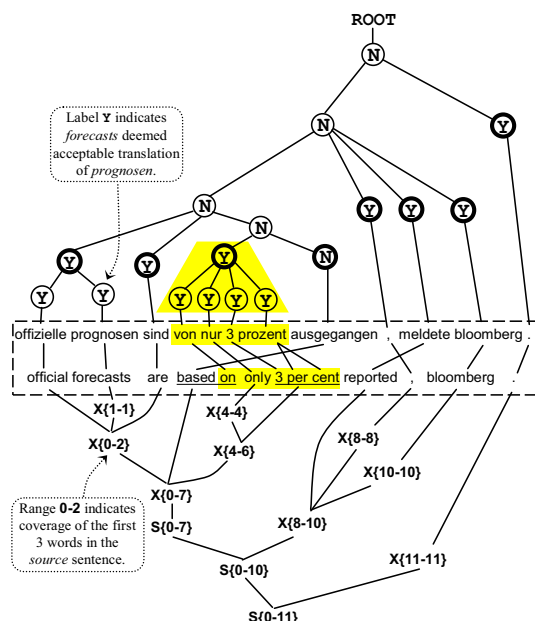 ROOT
N
N
Y
Label Y indicates
forecasts deemed
acceptable translation
of prognosen.
N
Y Y Y
N
Y Y Y N
Y Y Y Y Y Y
offizielle prognosen sind von nur 3 prozent ausgegangen , meldete bloomberg .
official forecasts are based on only 3 per cent reported , bloomberg .
X{1-1} X{4-4}
X{0-2} X{4-6} X{8-8}
X{10-10}
X{0-7}
Range 0-2 indicates
coverage of the first
3 words in the
source sentence.
S{0-7} X{8-10}
S{0-10} X{11-11}
S{0-11}